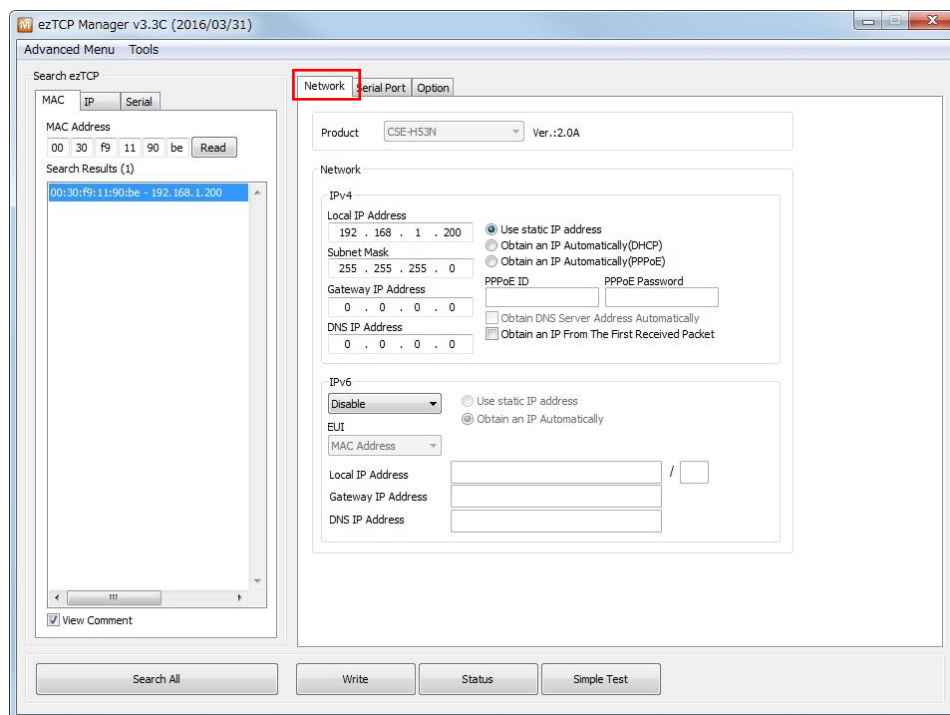 ezTCP Manager v3.3C (2016/03/31)
Advanced Menu Tools
Search ezTCP
MAC IP Serial
MAC Address
00 30 f9 11 90 be Read
Search Results (1)
00:30:f9:11:90:be - 192.168.1.200
View Comment
Network Serial Port Option
Product CSE-H53N Ver.:2.0A
Network
IPv4
Local IP Address
192 . 168 . 1 . 200
Subnet Mask
255 . 255 . 255 . 0
Gateway IP Address
0 . 0 . 0 . 0
DNS IP Address
0 . 0 . 0 . 0
Use static IP address
Obtain an IP Automatically(DHCP)
Obtain an IP Automatically(PPPoE)
PPPoE ID PPPoE Password
Obtain DNS Server Address Automatically
Obtain an IP From The First Received Packet
IPv6
Disable
EUI
MAC Address
Use static IP address
Obtain an IP Automatically
Local IP Address /
Gateway IP Address
DNS IP Address
Search All Write Status Simple Test